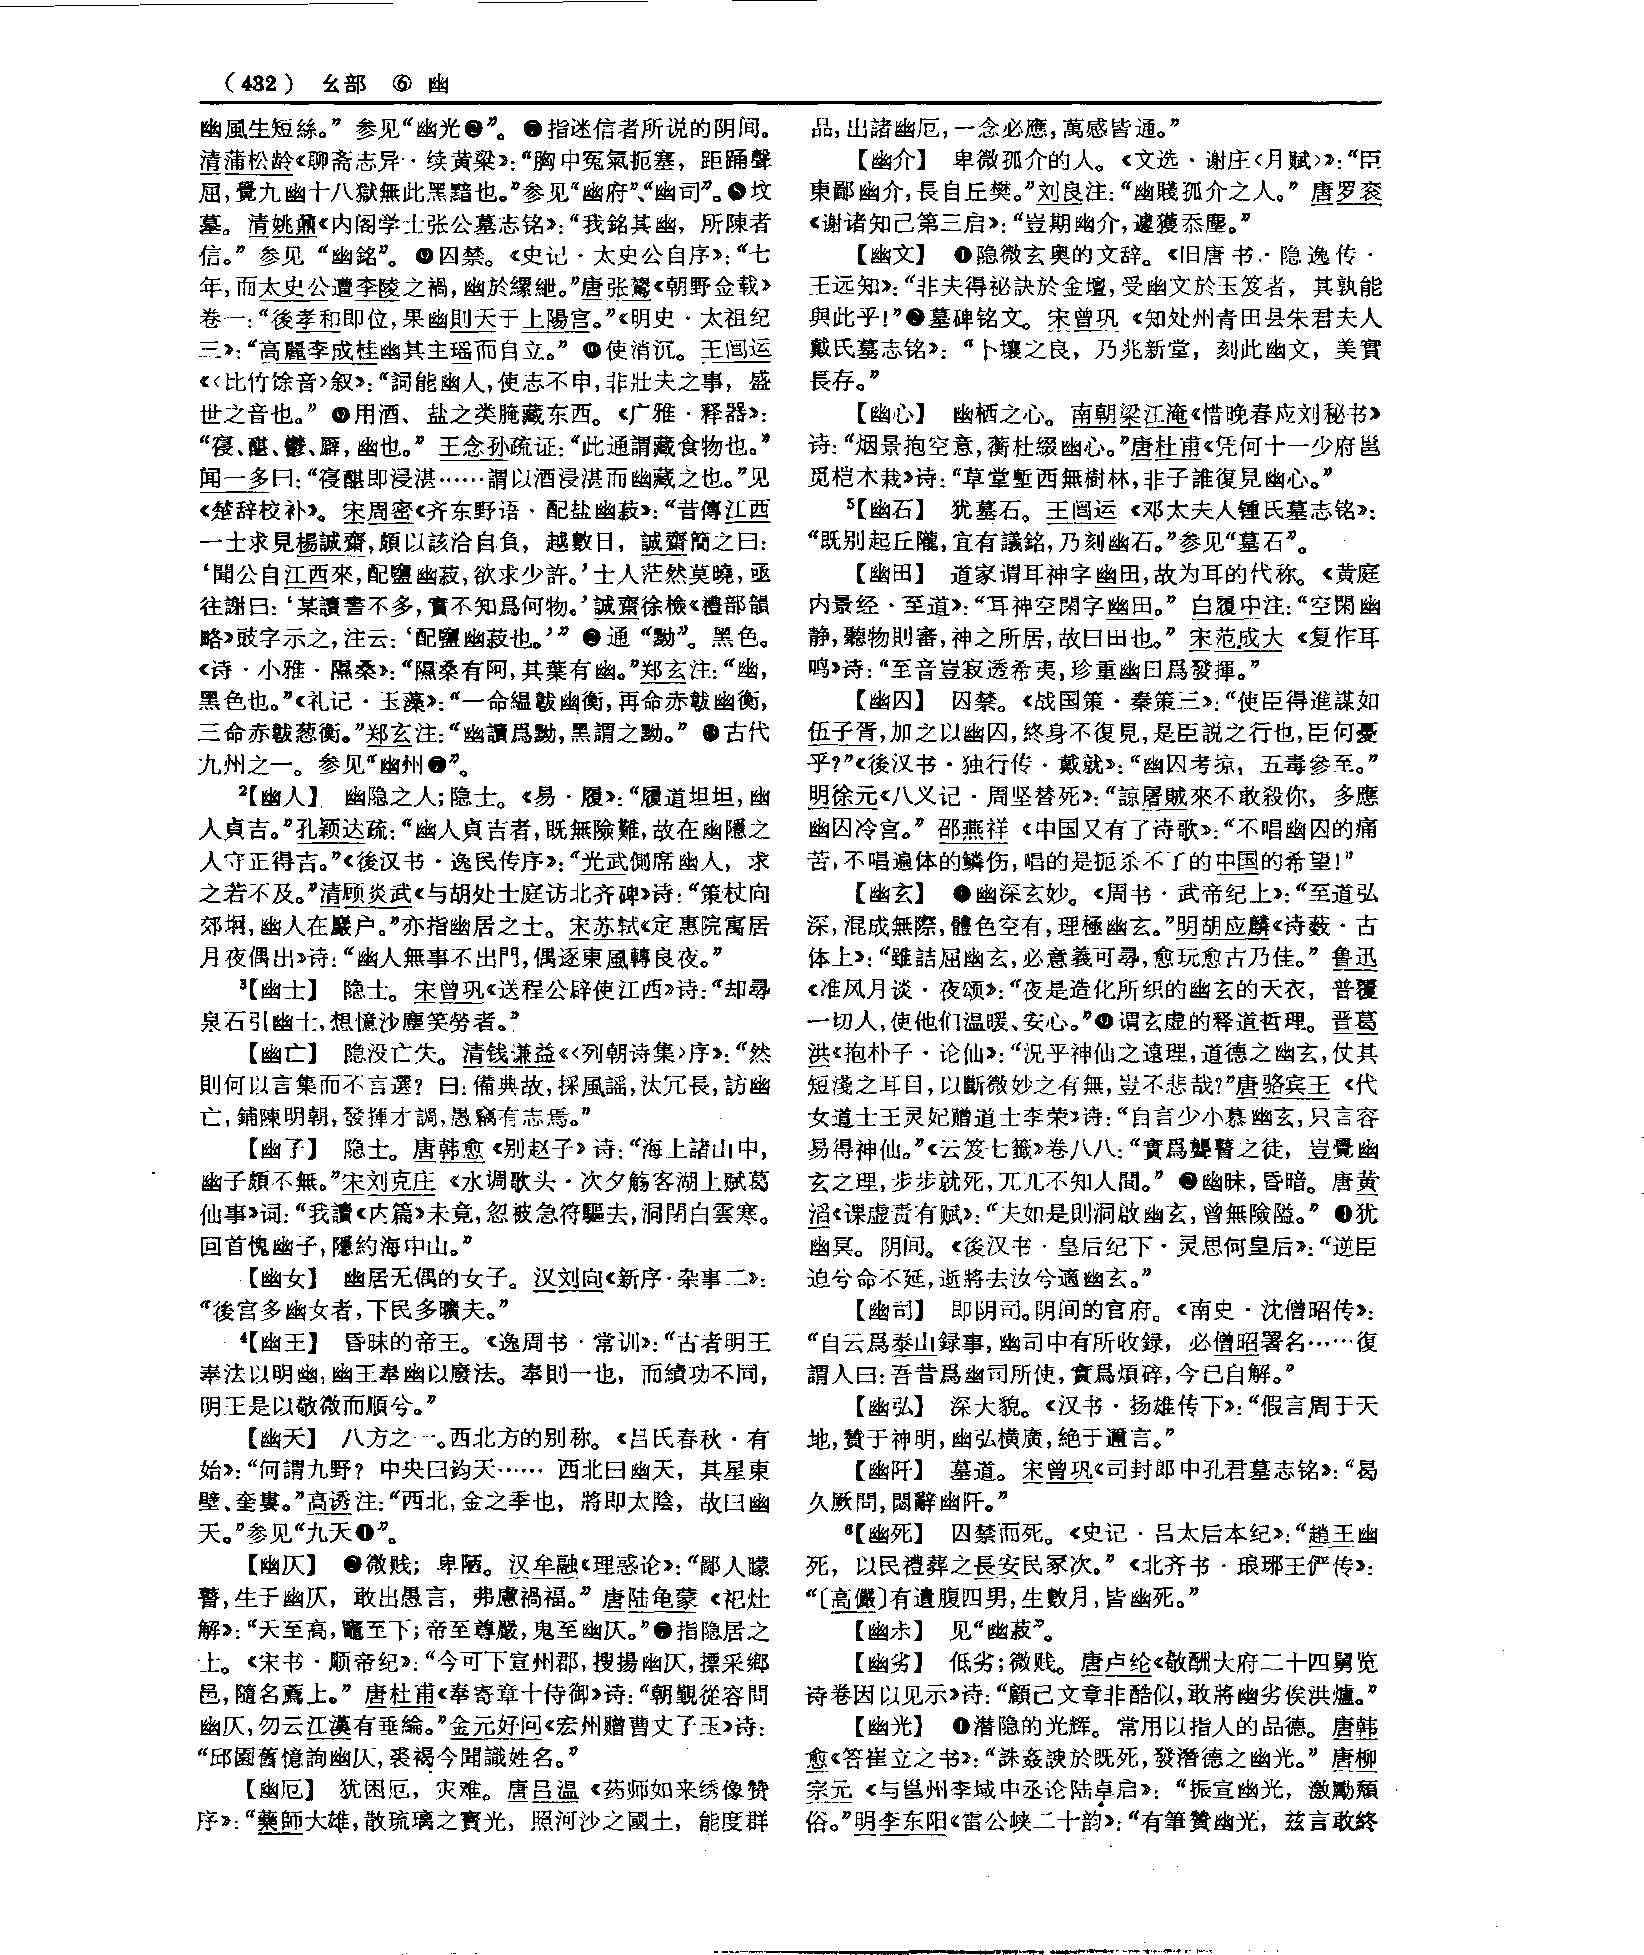 （432） 幺部 ⑥ 幽
幽風生短絲。”参见“幽光❷”。❼指迷信者所说的阴间。
清蒲松龄《聊斋志异·续黄粱》：“胸中冤氣扼塞，距踊聲
屈，覺九幽十八獄無此黑黯也。”参见“幽府”、“幽司”。❽坟
墓。清姚鼐《内阁学士张公墓志铭》：“我銘其幽，所陳者
信。”参见“幽銘”。❾囚禁。《史记·太史公自序》：“七
年，而太史公遭李陵之禍，幽於縲紲。”唐张鷟《朝野佥载》
卷一：“後孝和即位，果幽則天于上陽宫。”《明史·太祖纪
三》：“高麗李成桂幽其主瑶而自立。”❿使消沉。王闿运
《〈比竹馀音〉叙》：“詞能幽人，使志不申，非壯夫之事，盛
世之音也。”⓫用酒、盐之类腌藏东西。《广雅·释器》：
“寖、䤃、鬱、䤗，幽也。”王念孙疏证：“此通謂藏食物也。”
闻一多曰：“寖䤃即浸湛……謂以酒浸湛而幽藏之也。”见
《楚辞校补》。宋周密《齐东野语·配盐幽菽》：“昔傳江西
一士求見楊誠齋，頗以該洽自負，越數日，誠齋簡之曰：
‘聞公自江西來，配鹽幽菽，欲求少許。’士人茫然莫曉，亟
往謝曰：‘某讀書不多，實不知爲何物。’誠齋徐檢《禮部韻
略》豉字示之，注云：‘配鹽幽菽也。’”⓬通“黝”。黑色。
《诗·小雅·隰桑》：“隰桑有阿，其葉有幽。”郑玄注：“幽，
黑色也。”《礼记·玉藻》：“一命緼韍幽衡，再命赤韍幽衡，
三命赤韍葱衡。”郑玄注：“幽讀爲黝，黑謂之黝。”⓭古代
九州之一。参见“幽州❷”。
²【幽人】 幽隐之人；隐士。《易·履》：“履道坦坦，幽
人貞吉。”孔颖达疏：“幽人貞吉者，既無險難，故在幽隱之
人守正得吉。”《後汉书·逸民传序》：“光武側席幽人，求
之若不及。”清顾炎武《与胡处士庭访北齐碑》诗：“策杖向
郊坰，幽人在巖户。”亦指幽居之士。宋苏轼《定惠院寓居
月夜偶出》诗：“幽人無事不出門，偶逐東風轉良夜。”
³【幽士】 隐士。宋曾巩《送程公辟使江西》诗：“却尋
泉石引幽士，想憶沙塵笑勞者。”
【幽亡】 隐没亡失。清钱谦益《〈列朝诗集〉序》：“然
則何以言集而不言選？曰：備典故，採風謡，汰冗長，訪幽
亡，鋪陳明朝，發揮才調，愚竊有志焉。”
【幽子】 隐士。唐韩愈《别赵子》诗：“海上諸山中，
幽子頗不無。”宋刘克庄《水调歌头·次夕觞客湖上赋葛
仙事》词：“我讀《内篇》未竟，忽被急符驅去，洞閉白雲寒。
回首愧幽子，隱約海中山。”
【幽女】 幽居无偶的女子。汉刘向《新序·杂事二》：
“後宫多幽女者，下民多曠夫。”
⁴【幽王】 昏昧的帝王。《逸周书·常训》：“古者明王
奉法以明幽，幽王奉幽以廢法。奉則一也，而績功不同，
明王是以敬微而順兮。”
【幽天】 八方之一。西北方的别称。《吕氏春秋·有
始》：“何謂九野？中央曰鈞天……西北曰幽天，其星東
壁、奎婁。”高诱注：“西北，金之季也，將即太陰，故曰幽
天。”参见“九天❶”。
【幽仄】 ❶微贱；卑陋。汉牟融《理惑论》：“鄙人矇
瞽，生于幽仄，敢出愚言，弗慮禍福。”唐陆龟蒙《祀灶
解》：“天至高，竈至下；帝至尊嚴，鬼至幽仄。”❷指隐居之
士。《宋书·顺帝纪》：“今可下宣州郡，搜揚幽仄，摽采鄉
邑，隨名薦上。”唐杜甫《奉寄章十侍御》诗：“朝覲從容問
幽仄，勿云江漢有垂綸。”金元好问《宏州赠曹丈子玉》诗：
“邱園舊憶詢幽仄，裘褐今聞識姓名。”
【幽厄】 犹困厄，灾难。唐吕温《药师如来绣像赞
序》：“藥師大雄，散琉璃之寶光，照河沙之國土，能度群
品，出諸幽厄，一念必應，萬感皆通。”
【幽介】 卑微孤介的人。《文选·谢庄〈月赋〉》：“臣
東鄙幽介，長自丘樊。”刘良注：“幽賤孤介之人。”唐罗衮
《谢诸知己第三启》：“豈期幽介，遽獲忝塵。”
【幽文】 ❶隐微玄奥的文辞。《旧唐书·隐逸传·
王远知》：“非夫得祕訣於金壇，受幽文於玉笈者，其孰能
與此乎！”❷墓碑铭文。宋曾巩《知处州青田县朱君夫人
戴氏墓志铭》：“卜壤之良，乃兆新堂，刻此幽文，美實
長存。”
【幽心】 幽栖之心。南朝梁江淹《惜晚春应刘秘书》
诗：“烟景抱空意，蘅杜綴幽心。”唐杜甫《凭何十一少府邕
觅桤木栽》诗：“草堂塹西無樹林，非子誰復見幽心。”
⁵【幽石】 犹墓石。王闿运《邓太夫人锺氏墓志铭》：
“既别起丘隴，宜有議銘，乃刻幽石。”参见“墓石”。
【幽田】 道家谓耳神字幽田，故为耳的代称。《黄庭
内景经·至道》：“耳神空閑字幽田。”白履中注：“空閑幽
静，聽物則審，神之所居，故曰田也。”宋范成大《复作耳
鸣》诗：“至音豈寂透希夷，珍重幽田爲發揮。”
【幽囚】 囚禁。《战国策·秦策三》：“使臣得進謀如
伍子胥，加之以幽囚，終身不復見，是臣説之行也，臣何憂
乎？”《後汉书·独行传·戴就》：“幽囚考掠，五毒參至。”
明徐元《八义记·周坚替死》：“諒屠賊來不敢殺你，多應
幽囚冷宫。”邵燕祥《中国又有了诗歌》：“不唱幽囚的痛
苦，不唱遍体的鳞伤，唱的是扼杀不了的中国的希望！”
【幽玄】 ❶幽深玄妙。《周书·武帝纪上》：“至道弘
深，混成無際，體色空有，理極幽玄。”明胡应麟《诗薮·古
体上》：“雖詰屈幽玄，必意義可尋，愈玩愈古乃佳。”鲁迅
《准风月谈·夜颂》：“夜是造化所织的幽玄的天衣，普覆
一切人，使他们温暖、安心。”❷谓玄虚的释道哲理。晋葛
洪《抱朴子·论仙》：“況乎神仙之遠理，道德之幽玄，仗其
短淺之耳目，以斷微妙之有無，豈不悲哉？”唐骆宾王《代
女道士王灵妃赠道士李荣》诗：“自言少小慕幽玄，只言容
易得神仙。”《云笈七籤》卷八八：“實爲聾瞽之徒，豈覺幽
玄之理，步步就死，兀兀不知人間。”❸幽昧，昏暗。唐黄
滔《课虚责有赋》：“夫如是則洞啟幽玄，曾無險隘。”❹犹
幽冥。阴间。《後汉书·皇后纪下·灵思何皇后》：“逆臣
迫兮命不延，逝將去汝兮適幽玄。”
【幽司】 即阴司。阴间的官府。《南史·沈僧昭传》：
“自云爲泰山録事，幽司中有所收録，必僧昭署名……復
謂人曰：吾昔爲幽司所使，實爲煩碎，今已自解。”
【幽弘】 深大貌。《汉书·扬雄传下》：“假言周于天
地，贊于神明，幽弘横廣，絶于邇言。”
【幽阡】 墓道。宋曾巩《司封郎中孔君墓志铭》：“曷
久厥問，閟辭幽阡。”
⁶【幽死】 囚禁而死。《史记·吕太后本纪》：“趙王幽
死，以民禮葬之長安民冢次。”《北齐书·琅琊王俨传》：
“〔高儼〕有遺腹四男，生數月，皆幽死。”
【幽尗】 见“幽菽”。
【幽劣】 低劣；微贱。唐卢纶《敬酬大府二十四舅览
诗卷因以见示》诗：“顧己文章非酷似，敢將幽劣俟洪爐。”
【幽光】 ❶潜隐的光辉。常用以指人的品德。唐韩
愈《答崔立之书》：“誅姦諛於既死，發潛德之幽光。”唐柳
宗元《与邕州李域中丞论陆卓启》：“振宣幽光，激勵頹
俗。”明李东阳《雷公峡二十韵》：“有筆贊幽光，兹言敢終